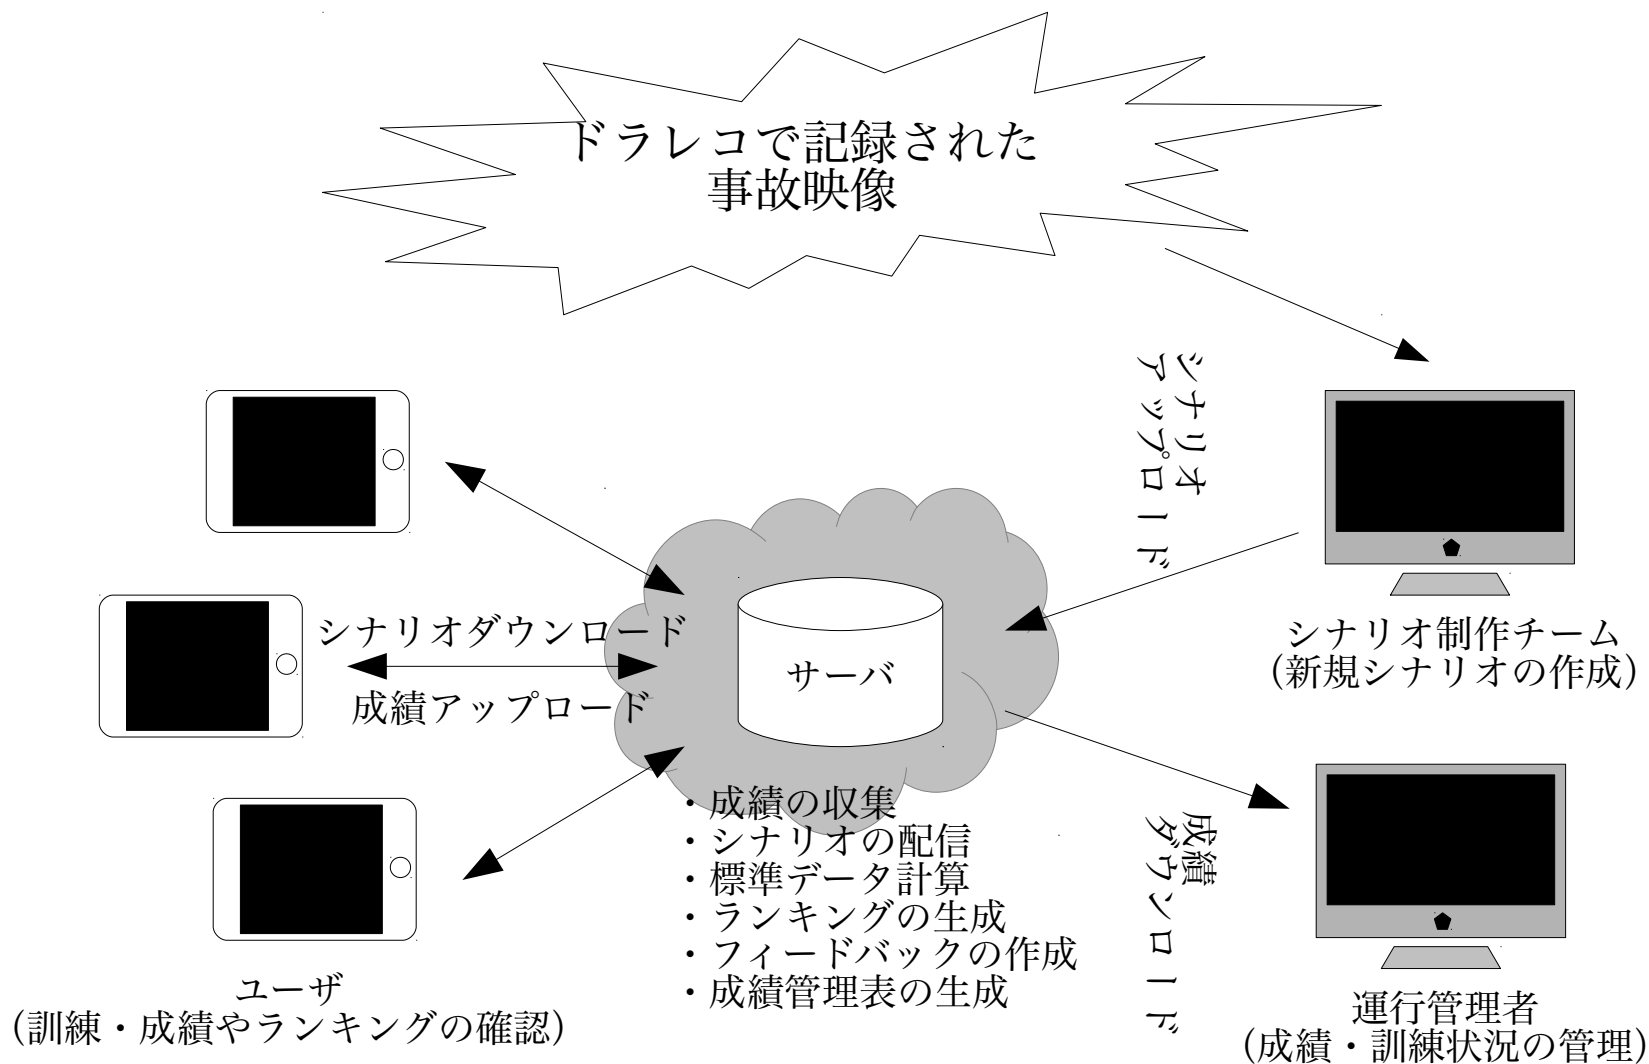 ドラレコで記録された
事故映像
シナリオ
アップロード
シナリオ制作チーム
(新規シナリオの作成)
シナリオダウンロード
成績アップロード
サーバ
・成績の収集
・シナリオの配信
・標準データ計算
・ランキングの生成
・フィードバックの作成
・成績管理表の生成
成績
ダウンロード
ユーザ
(訓練・成績やランキングの確認)
運行管理者
(成績・訓練状況の管理)